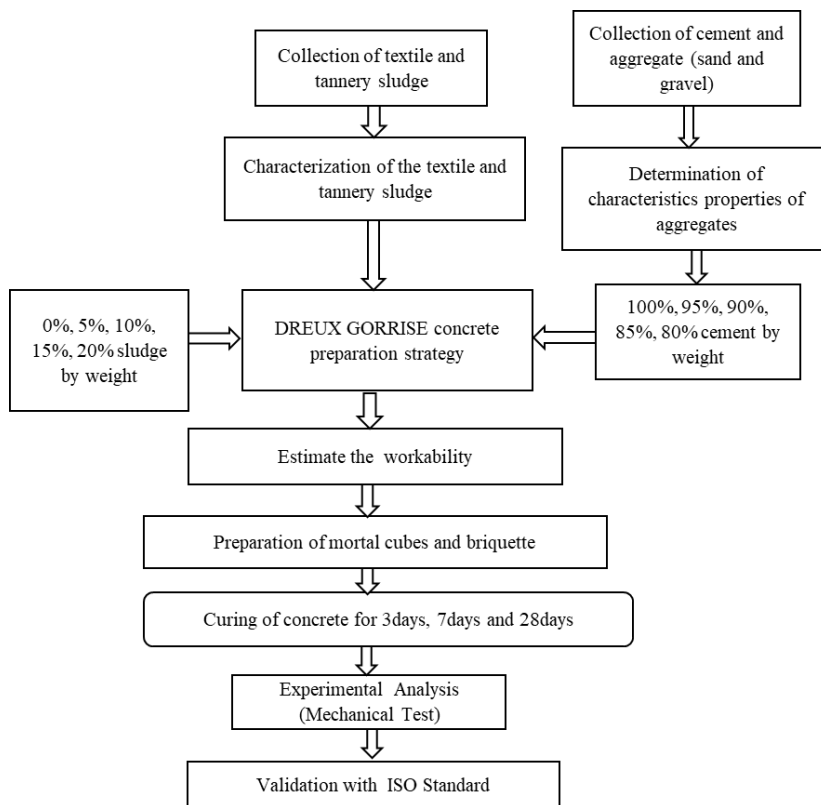 Collection of textile and
tannery sludge
Collection of cement and
aggregate (sand and
gravel)
Characterization of the textile and
tannery sludge
Determination of
characteristics properties of
aggregates
0%, 5%, 10%,
15%, 20% sludge
by weight
DREUX GORRISE concrete
preparation strategy
100%, 95%, 90%,
85%, 80% cement by
weight
Estimate the workability
Preparation of mortal cubes and briquette
Curing of concrete for 3days, 7days and 28days
Experimental Analysis
(Mechanical Test)
Validation with ISO Standard